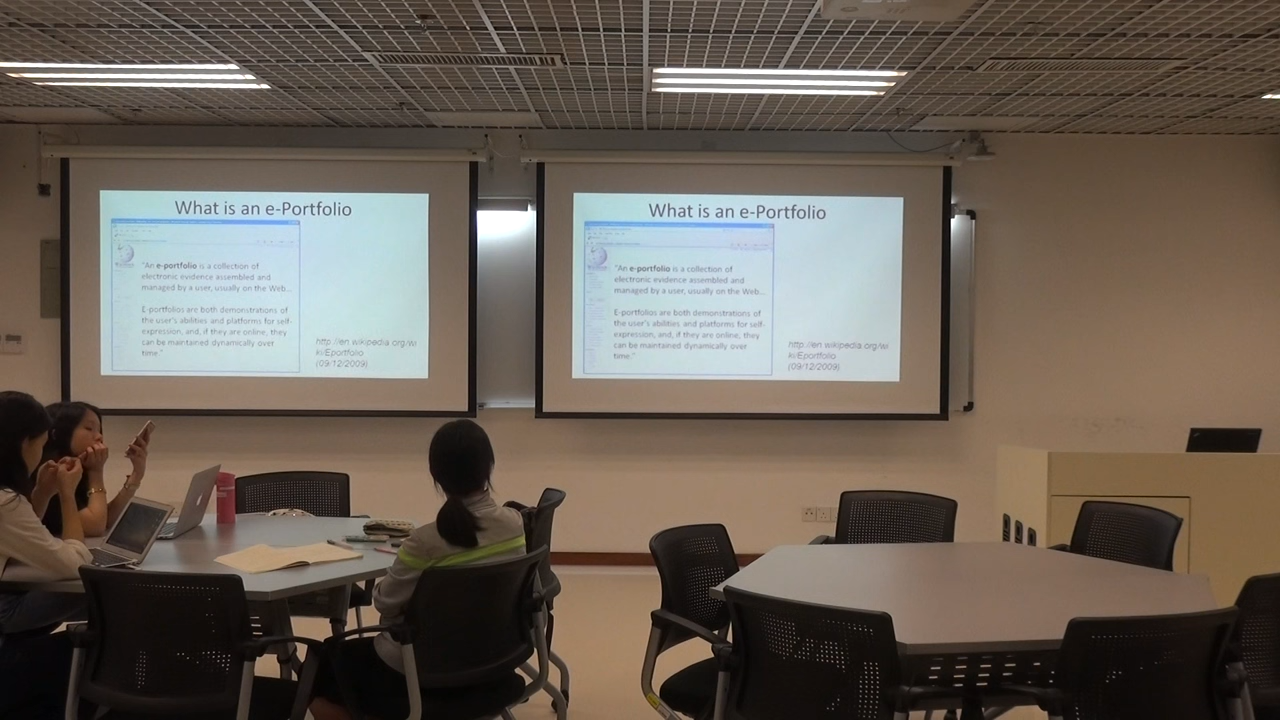 What is an e-Portfolio
"An e-portfolio is a collection of
electronic evidence assembled and
managed by a user, usually on the Web...
E-portfolios are both demonstrations of
the user's abilities and platforms for self-
expression, and, if they are online, they
can be maintained dynamically over
time."
http://en.wikipedia.org/wi
ki/Eportfolio
(09/12/2009)
What is an e-Portfolio
"An e-portfolio is a collection of
electronic evidence assembled and
managed by a user, usually on the Web...
E-portfolios are both demonstrations of
the user's abilities and platforms for self-
expression, and, if they are online, they
can be maintained dynamically over
time."
http://en.wikipedia.org/wi
ki/Eportfolio
(09/12/2009)